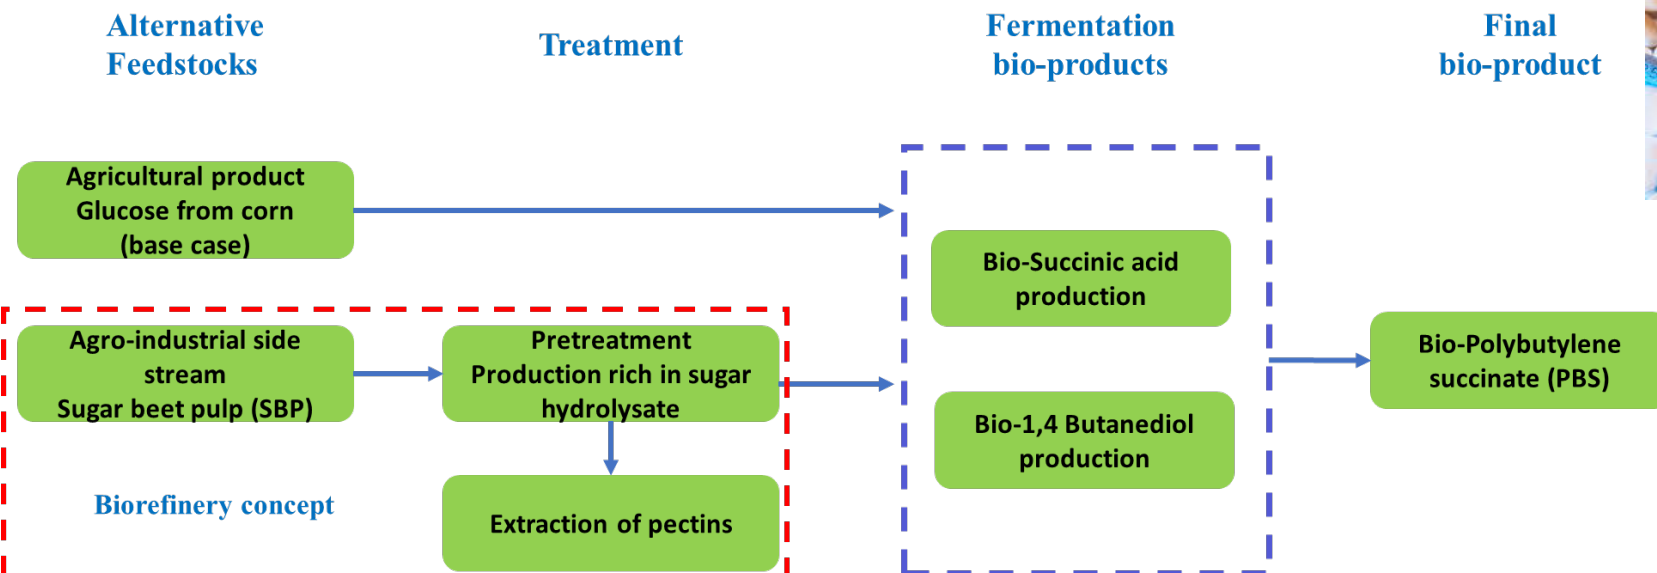 Alternative
Feedstocks
Treatment
Fermentation
bio-products
Final
bio-product
Agricultural product
Glucose from corn
(base case)
Bio-Succinic acid
production
Agro-industrial side
stream
Sugar beet pulp (SBP)
Pretreatment
Production rich in sugar
hydrolysate
Bio-Polybutylene
succinate (PBS)
Bio-1,4 Butanediol
production
Biorefinery concept
Extraction of pectins